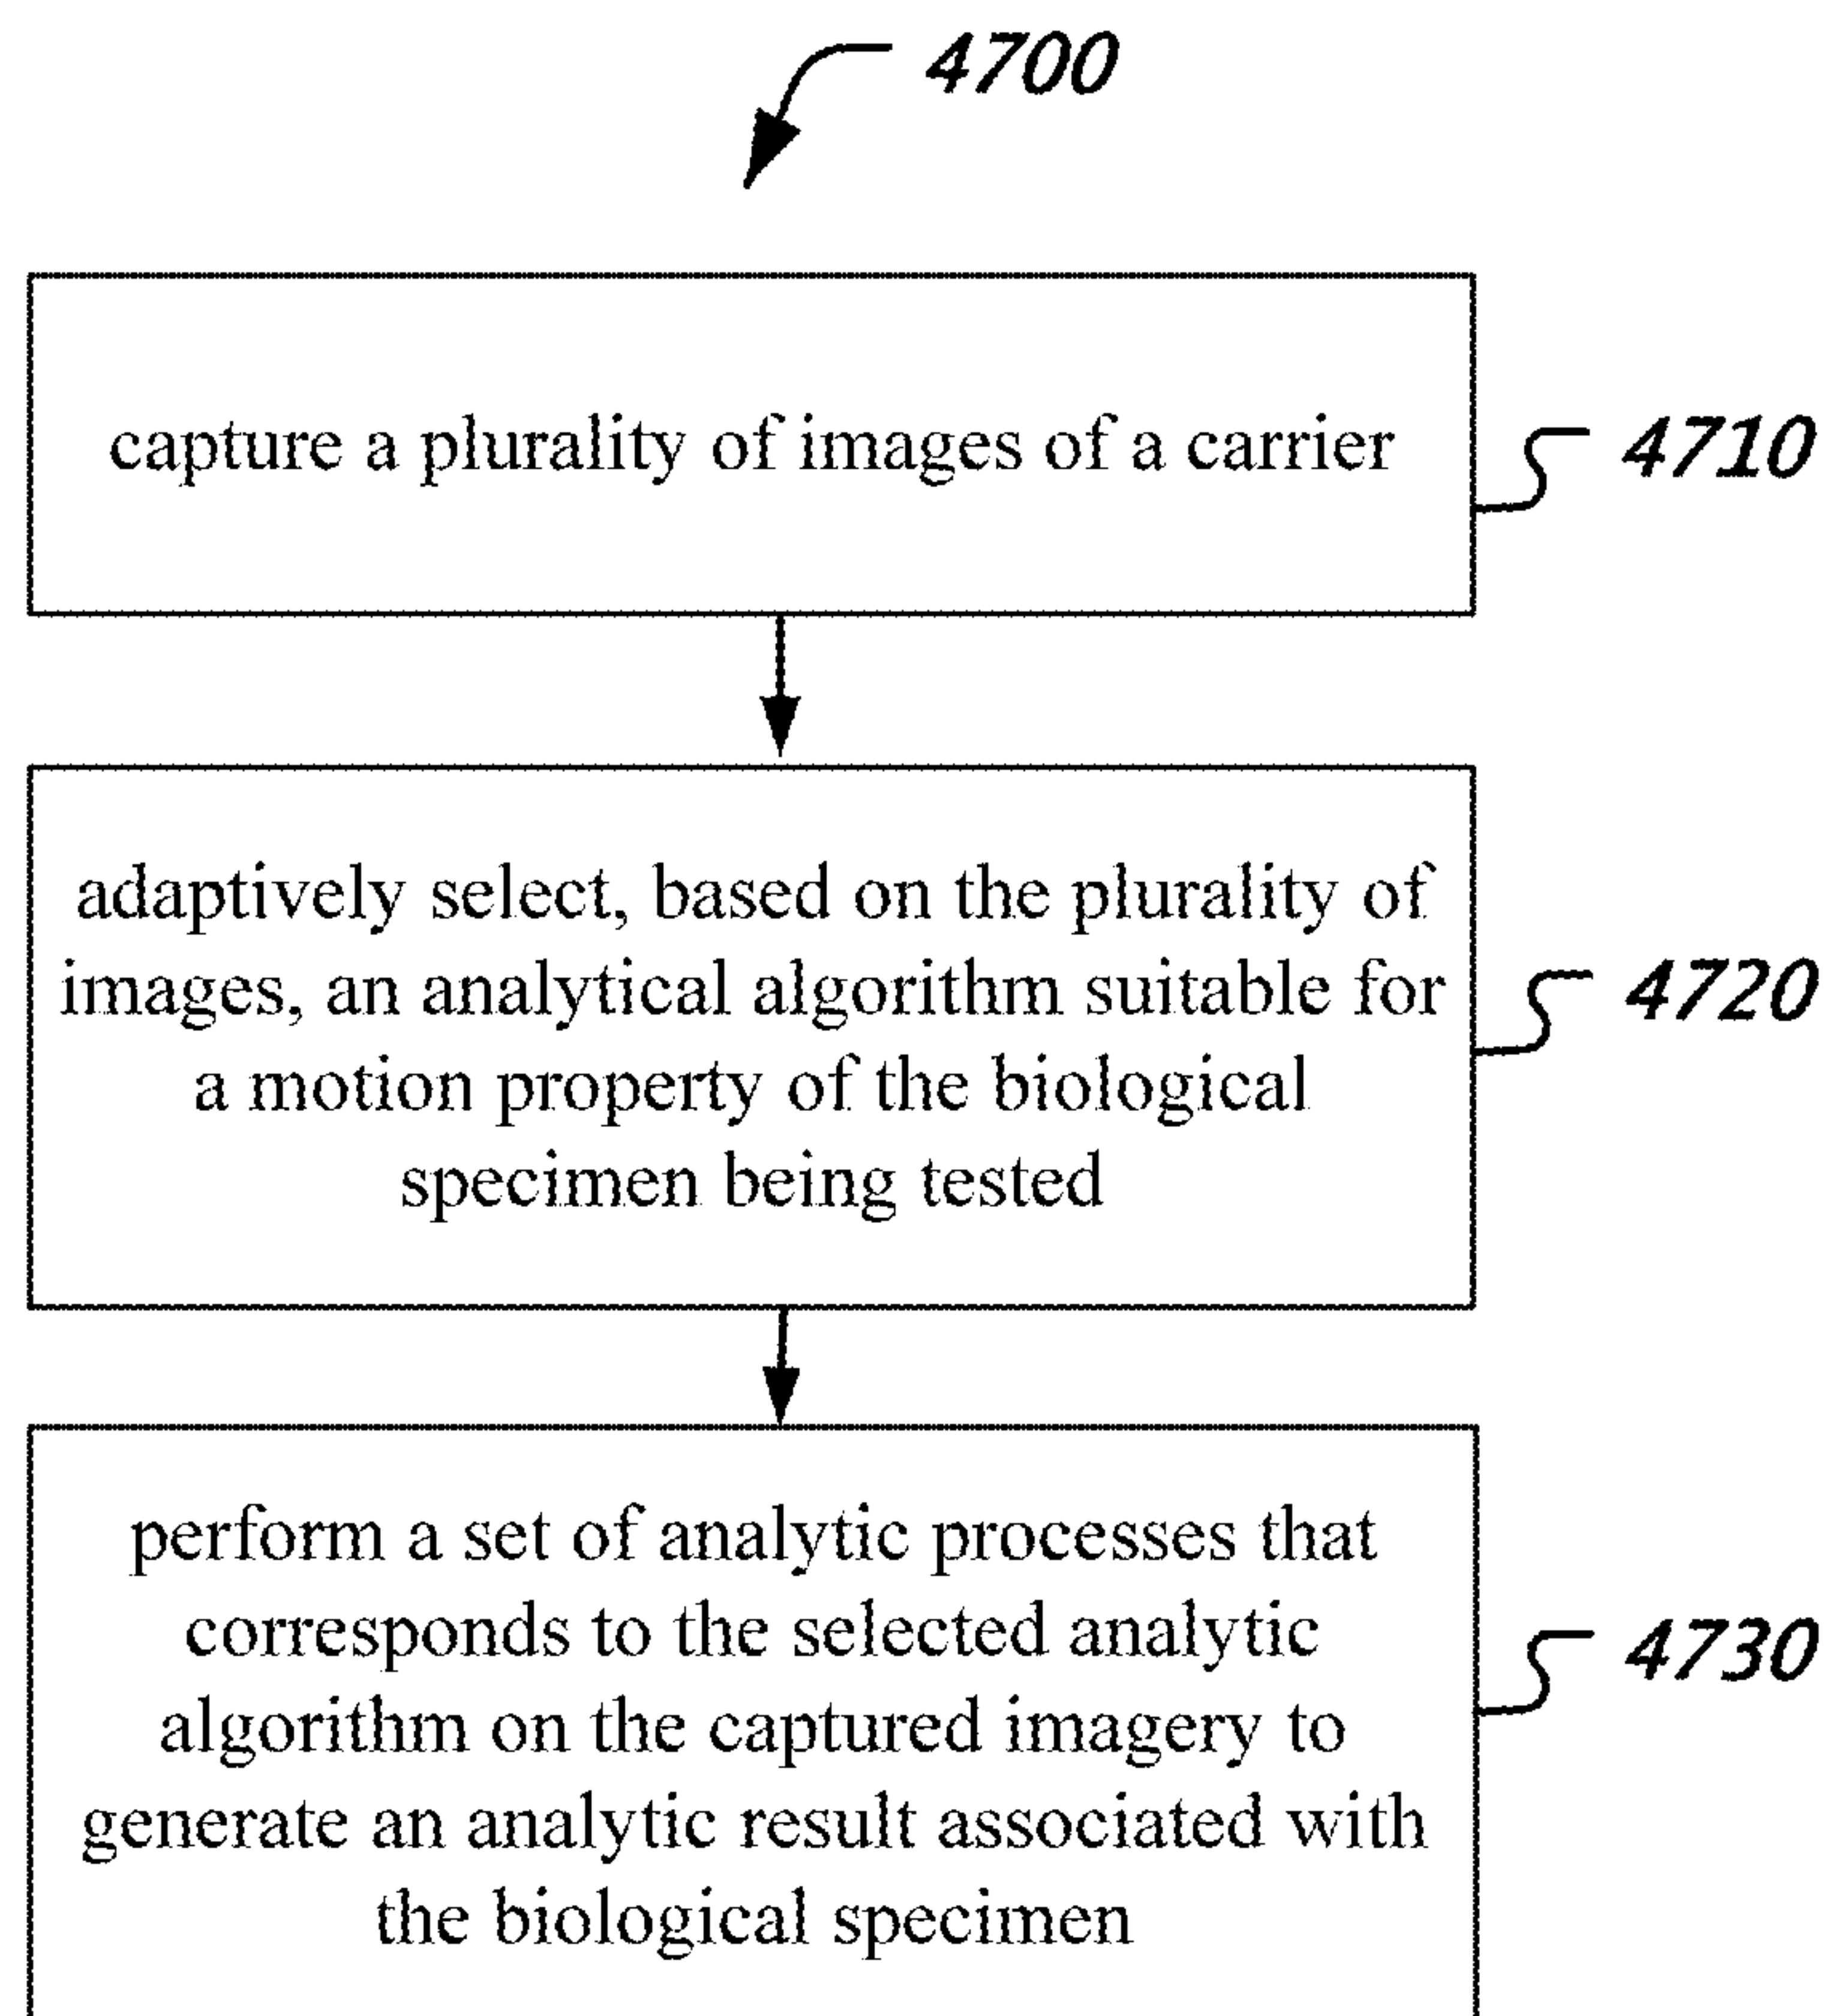 4700
capture a plurality of images of a carrier
4710
adaptively select, based on the plurality of
images, an analytical algorithm suitable for
a motion property of the biological
specimen being tested
4720
perform a set of analytic processes that
corresponds to the selected analytic
algorithm on the captured imagery to
generate an analytic result associated with
the biological specimen
4730